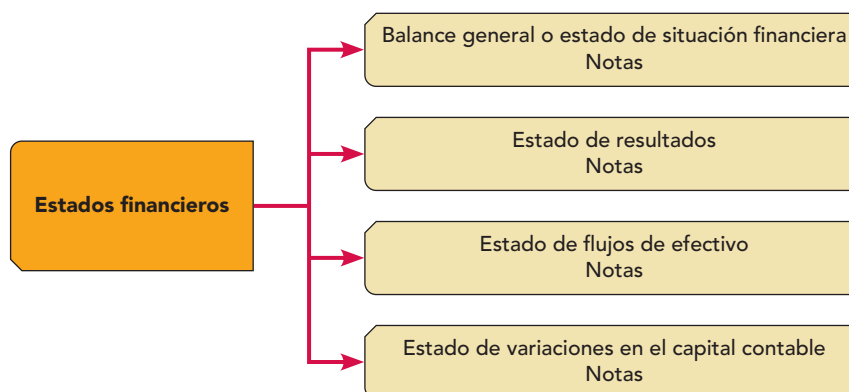 Estados financieros
Balance general o estado de situación financiera
Notas
Estado de resultados
Notas
Estado de flujos de efectivo
Notas
Estado de variaciones en el capital contable
Notas